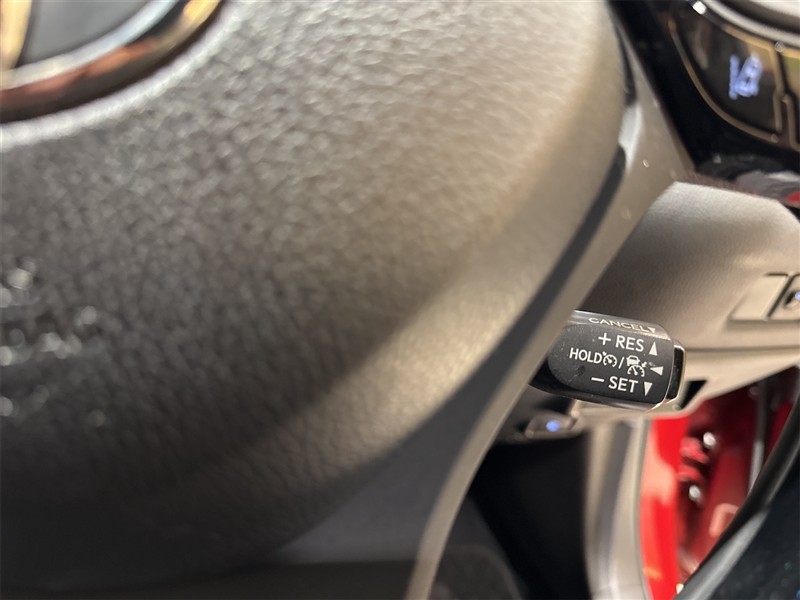 CANCEL
+ RES
HOLD /
− SET